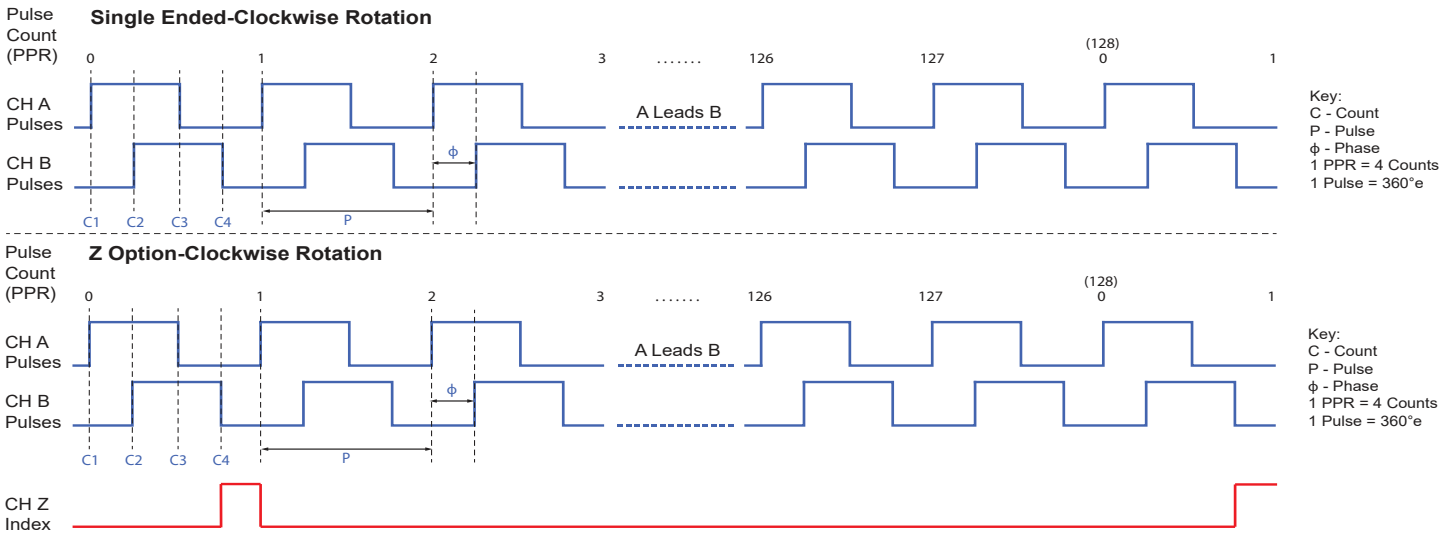 Pulse
Count
(PPR)
Single Ended-Clockwise Rotation
(128)
0 1 2 3 ....... 126 127 0 1
CH A
Pulses
A Leads B
CH B
Pulses
ϕ
C1 C2 C3 C4 P
Key:
C - Count
P - Pulse
ϕ - Phase
1 PPR = 4 Counts
1 Pulse = 360°e
Pulse
Count
(PPR)
Z Option-Clockwise Rotation
(128)
0 1 2 3 ....... 126 127 0 1
CH A
Pulses
A Leads B
CH B
Pulses
ϕ
C1 C2 C3 C4 P
Key:
C - Count
P - Pulse
ϕ - Phase
1 PPR = 4 Counts
1 Pulse = 360°e
CH Z
Index